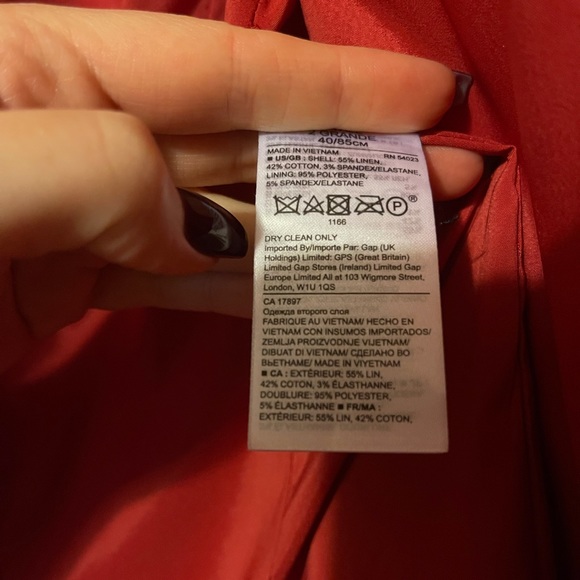 GRANDE
40/85CM
MADE IN VIETNAM RN 54023
■ US/GB : SHELL: 55% LINEN,
42% COTTON, 3% SPANDEX/ELASTANE,
LINING: 95% POLYESTER,
5% SPANDEX/ELASTANE
P ®
1166
DRY CLEAN ONLY
Imported By/Importe Par: Gap (UK
Holdings) Limited: GPS (Great Britain)
Limited Gap Stores (Ireland) Limited Gap
Europe Limited All at 103 Wigmore Street,
London, W1U 1QS
CA 17897
Одежда второго слоя
FABRIQUE AU VIETNAM/ HECHO EN
VIETNAM CON INSUMOS IMPORTADOS/
ZEMLJA PROIZVODNJE VIJETNAM/
DIBUAT DI VIETNAM/ СДЕЛАНО ВО
ВЬЕТНАМЕ/ MADE IN VIYETNAM
■ CA : EXTÉRIEUR: 55% LIN,
42% COTON, 3% ÉLASTHANNE,
DOUBLURE: 95% POLYESTER,
5% ÉLASTHANNE ■ FR/MA :
EXTÉRIEUR: 55% LIN, 42% COTON,